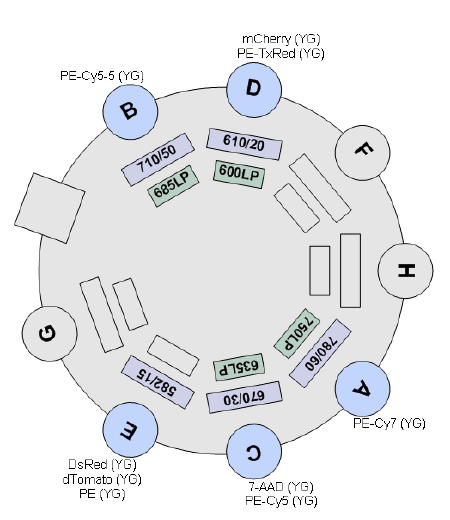 mCherry (YG)
PE-TxRed (YG)
PE-Cy5-5 (YG)
D
B
F
610/20
710/50
600LP
685LP
H
G
750LP
780/60
635LP
582/15
670/30
A
PE-Cy7 (YG)
E
C
DsRed (YG)
dTomato (YG)
PE (YG)
7-AAD (YG)
PE-Cy5 (YG)